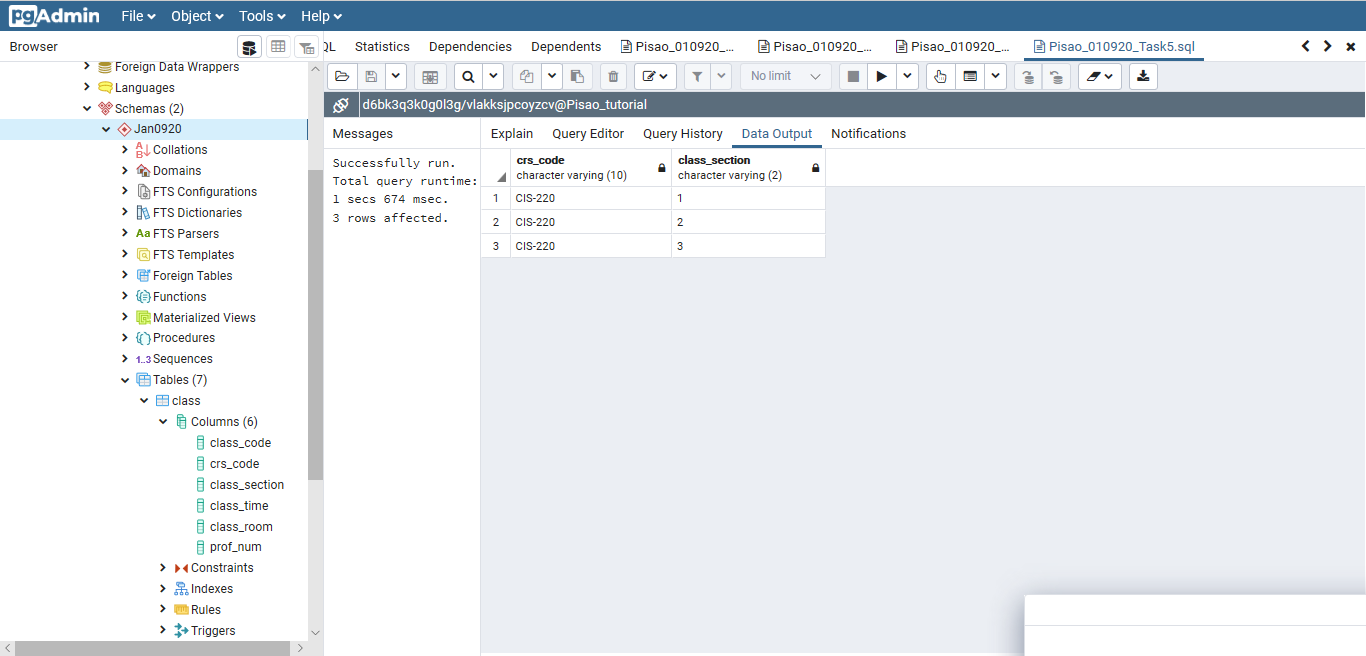 pgAdmin File Object Tools Help
Browser
QL Statistics Dependencies Dependents Pisao_010920_... Pisao_010920_... Pisao_010920_... Pisao_010920_Task5.sql
No limit
d6bk3q3k0g0l3g/vlakksjpcoyzcv@Pisao_tutorial
Foreign Data Wrappers
Languages
Schemas (2)
Jan0920
Collations
Domains
FTS Configurations
FTS Dictionaries
Aa FTS Parsers
FTS Templates
Foreign Tables
Functions
Materialized Views
Procedures
1..3 Sequences
Tables (7)
class
Columns (6)
class_code
crs_code
class_section
class_time
class_room
prof_num
Constraints
Indexes
Rules
Triggers
Messages
Successfully run.
Total query runtime:
1 secs 674 msec.
3 rows affected.
Explain Query Editor Query History Data Output Notifications
crs_code class_section
character varying (10) character varying (2)
1 CIS-220 1
2 CIS-220 2
3 CIS-220 3